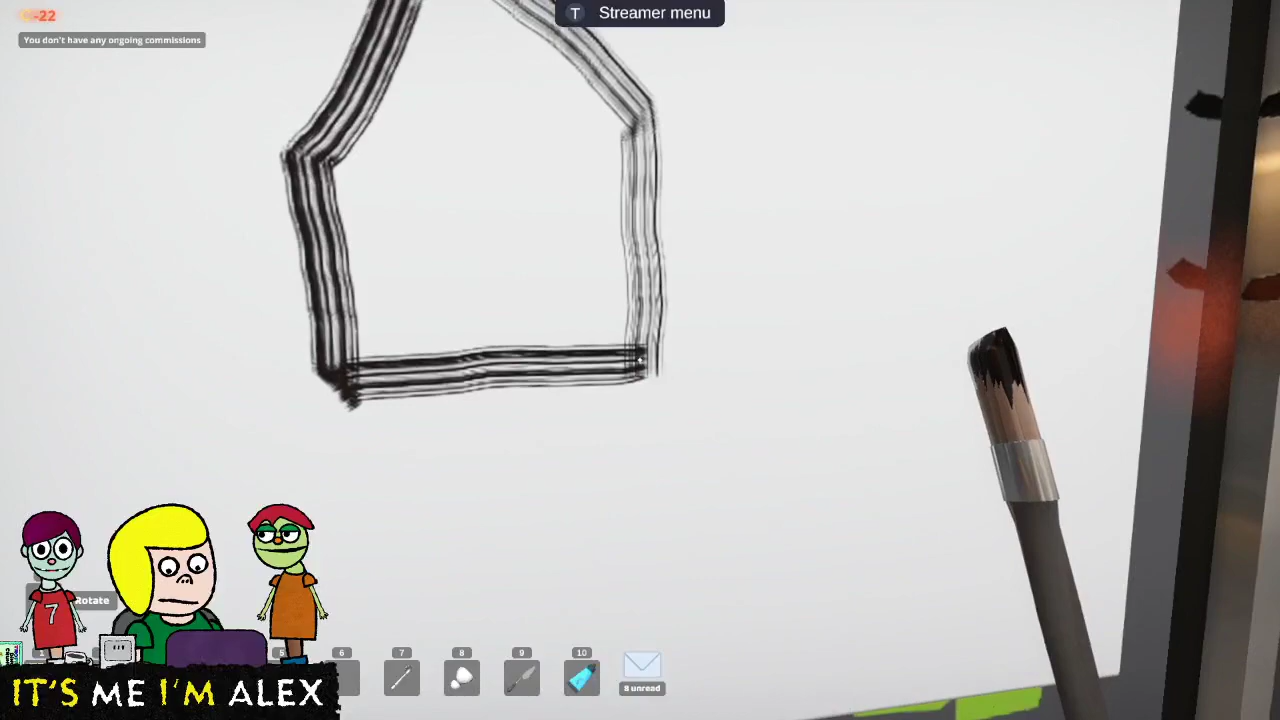 -22
T Streamer menu
You don't have any ongoing commissions
7
Rotate
5 6 7 8 9 10
8 unread
IT'S ME I'M ALEX